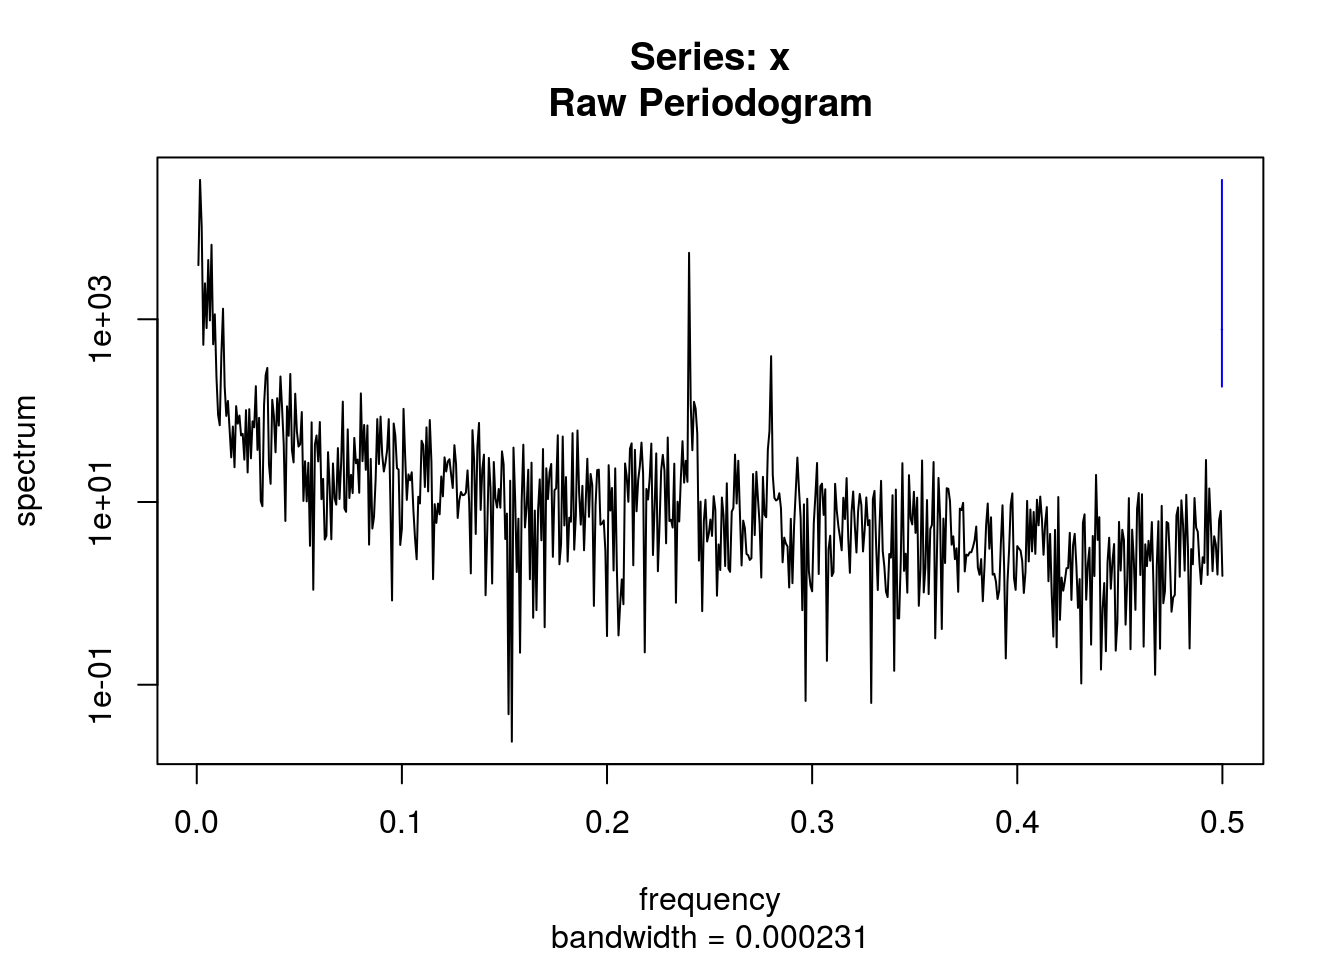 Series: x
Raw Periodogram
spectrum
1e+03
1e+01
1e-01
0.0 0.1 0.2 0.3 0.4 0.5
frequency
bandwidth = 0.000231